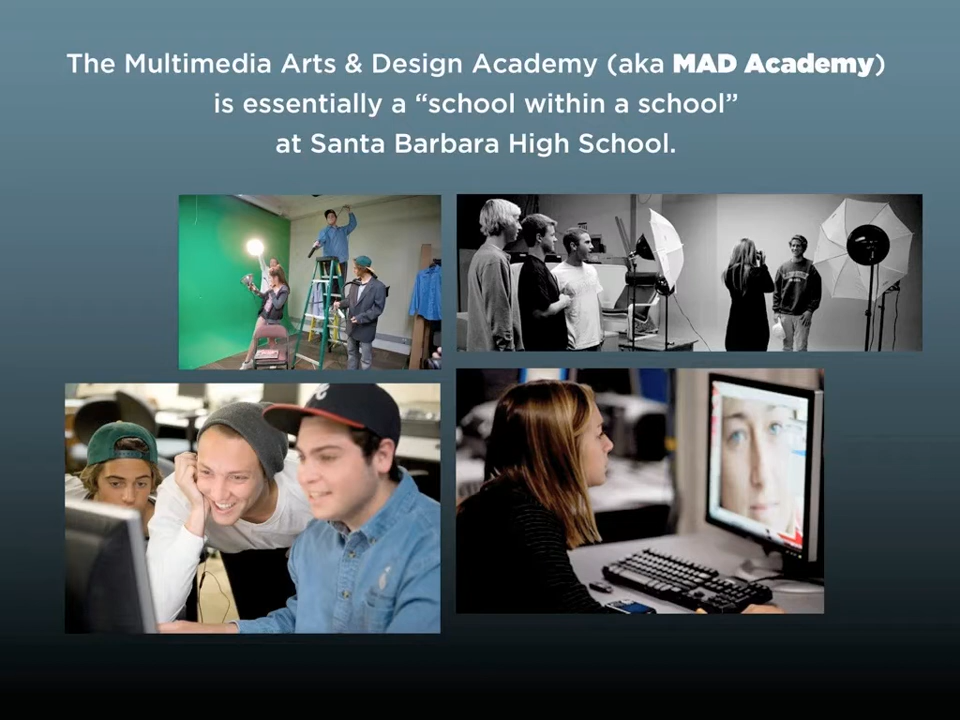 The Multimedia Arts & Design Academy (aka MAD Academy)
is essentially a “school within a school”
at Santa Barbara High School.